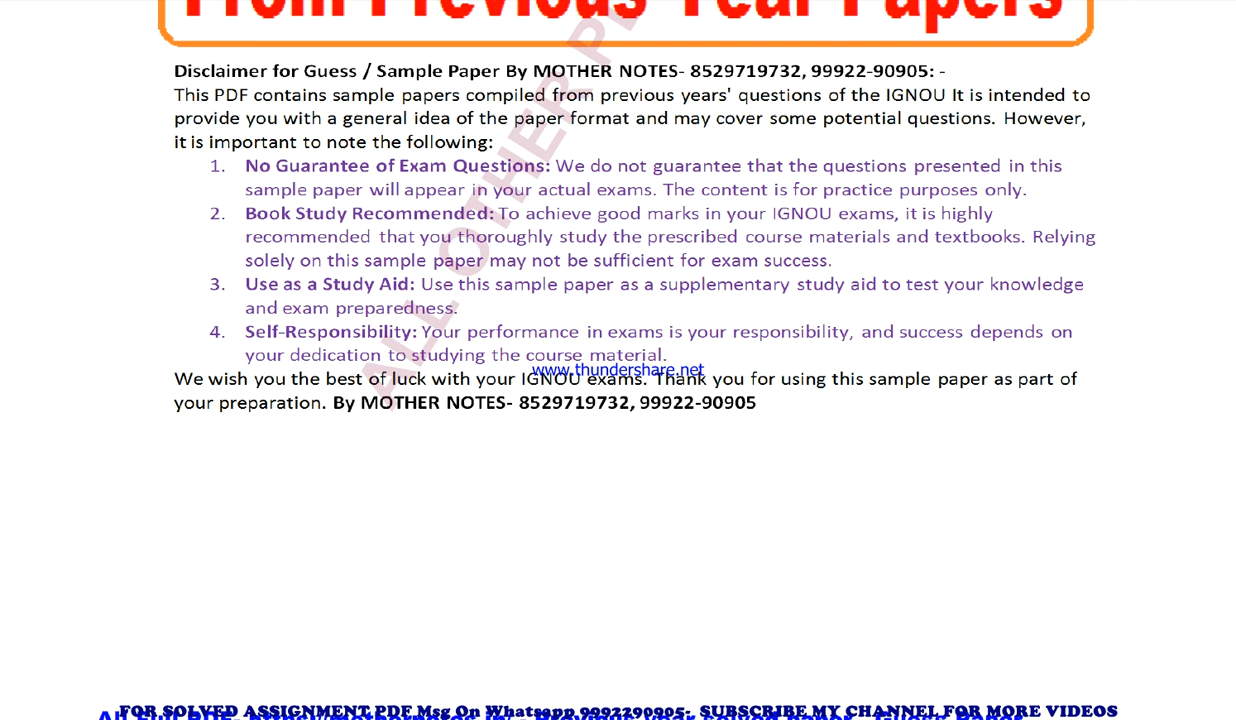 From Previous Year Papers
Disclaimer for Guess / Sample Paper By MOTHER NOTES- 8529719732, 99922-90905: -
This PDF contains sample papers compiled from previous years' questions of the IGNOU It is intended to
provide you with a general idea of the paper format and may cover some potential questions. However,
it is important to note the following:
1. No Guarantee of Exam Questions: We do not guarantee that the questions presented in this
sample paper will appear in your actual exams. The content is for practice purposes only.
2. Book Study Recommended: To achieve good marks in your IGNOU exams, it is highly
recommended that you thoroughly study the prescribed course materials and textbooks. Relying
solely on this sample paper may not be sufficient for exam success.
3. Use as a Study Aid: Use this sample paper as a supplementary study aid to test your knowledge
and exam preparedness.
4. Self-Responsibility: Your performance in exams is your responsibility, and success depends on
your dedication to studying the course material.
www.thundershare.net
We wish you the best of luck with your IGNOU exams. Thank you for using this sample paper as part of
your preparation. By MOTHER NOTES- 8529719732, 99922-90905
ALL OTHER
FOR SOLVED ASSIGNMENT PDF Msg On Whatsapp 9992290905- SUBSCRIBE MY CHANNEL FOR MORE VIDEOS